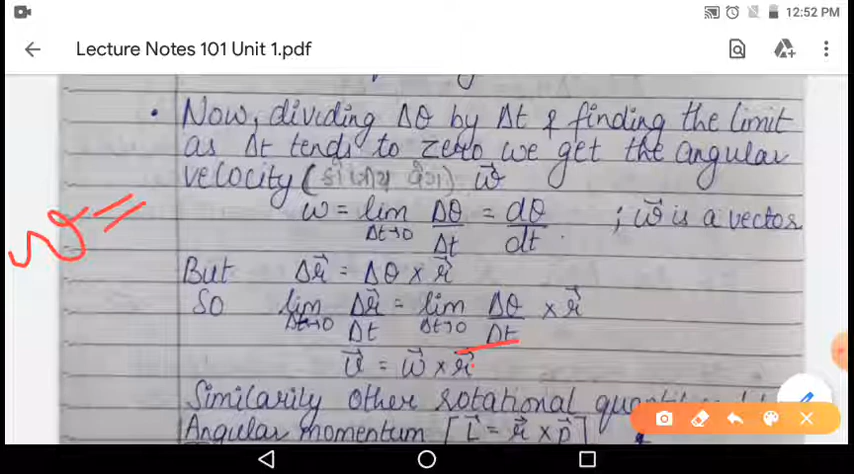 12:52 PM
Lecture Notes 101 Unit 1.pdf
• Now, dividing Δθ by Δt & finding the limit
as Δt tends to zero we get the angular
velocity (કોણીય વેગ) w⃗
w = lim Δt→0 Δθ/Δt = dθ/dt ; w⃗ is a vector
w =
But Δr⃗ = Δθ × r⃗
so lim Δt→0 Δr⃗/Δt = lim Δt→0 Δθ/Δt × r⃗
v⃗ = w⃗ × r⃗
Similarily other rotational
Angular momentum [L⃗ = r⃗ × p⃗]